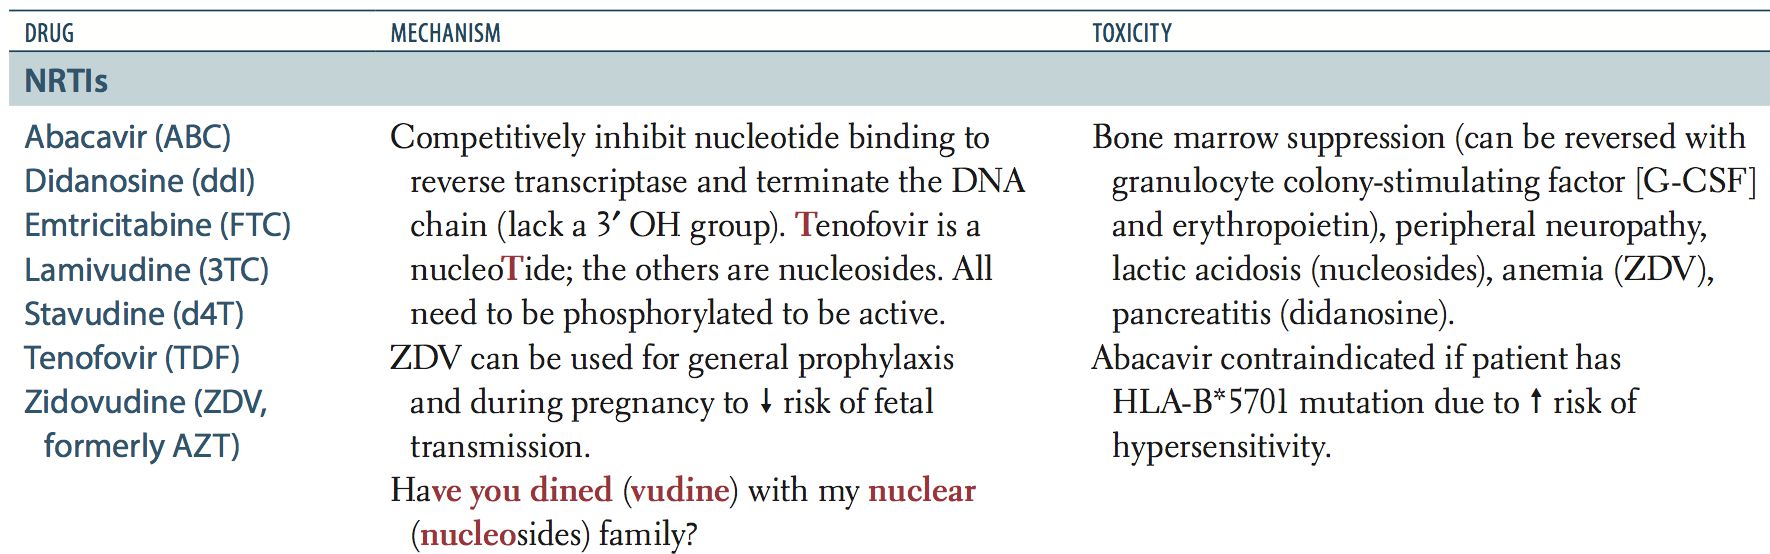 DRUG
MECHANISM
TOXICITY
NRTIs
Abacavir (ABC)
Didanosine (ddI)
Emtricitabine (FTC)
Lamivudine (3TC)
Stavudine (d4T)
Tenofovir (TDF)
Zidovudine (ZDV,
formerly AZT)
Competitively inhibit nucleotide binding to
reverse transcriptase and terminate the DNA
chain (lack a 3′ OH group). Tenofovir is a
nucleoTide; the others are nucleosides. All
need to be phosphorylated to be active.
ZDV can be used for general prophylaxis
and during pregnancy to ↓ risk of fetal
transmission.
Have you dined (vudine) with my nuclear
(nucleosides) family?
Bone marrow suppression (can be reversed with
granulocyte colony-stimulating factor [G-CSF]
and erythropoietin), peripheral neuropathy,
lactic acidosis (nucleosides), anemia (ZDV),
pancreatitis (didanosine).
Abacavir contraindicated if patient has
HLA-B*5701 mutation due to ↑ risk of
hypersensitivity.